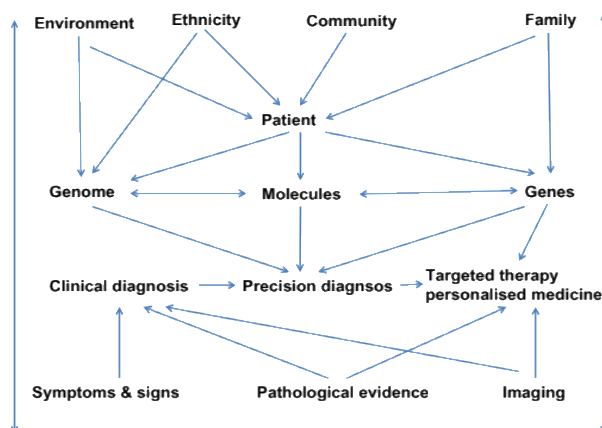 Environment Ethnicity Community Family
Patient
Genome Molecules Genes
Clinical diagnosis Precision diagnsos Targeted therapy
personalised medicine
Symptoms & signs Pathological evidence Imaging